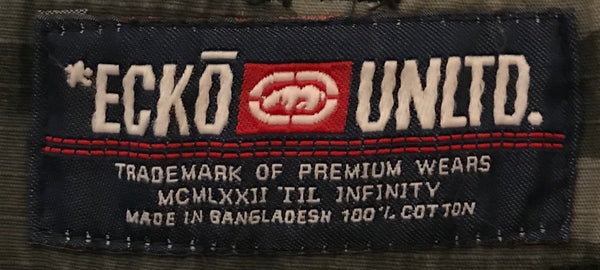 *ECKŌ UNLTD.
TRADEMARK OF PREMIUM WEARS
MCMLXXII 'TIL INFINITY
MADE IN BANGLADESH 100% COTTON